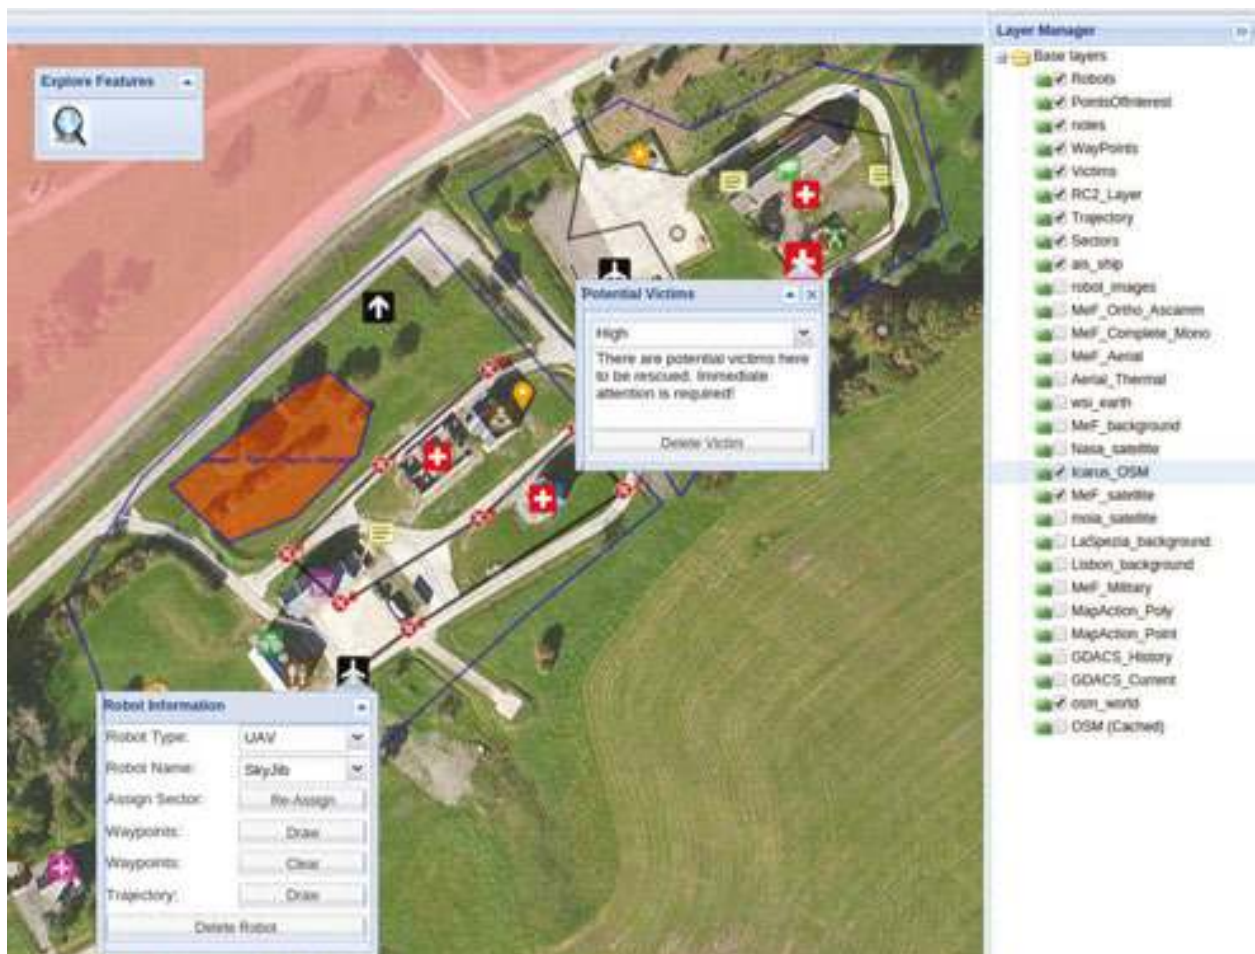 Explore Features
Potential Victims
High
There are potential victims here
to be rescued. Immediate
attention is required!
Delete Victim
Robot Information
Robot Type:
UAV
Robot Name:
SkyJib
Assign Sector:
Re-Assign
Waypoints:
Draw
Waypoints:
Clear
Trajectory:
Draw
Delete Robot
Layer Manager
Base layers
Robots
PointsOfInterest
notes
WayPoints
Victims
RC2_Layer
Trajectory
Sectors
ais_ship
robot_images
MeF_Ortho_Ascamm
MeF_Complete_Mono
MeF_Aerial
Aerial_Thermal
wsi_earth
MeF_background
Nasa_satellite
Icarus_OSM
MeF_satellite
moia_satellite
LaSpezia_background
Lisbon_background
MeF_Military
MapAction_Poly
MapAction_Point
GDACS_History
GDACS_Current
osm_world
OSM (Cached)